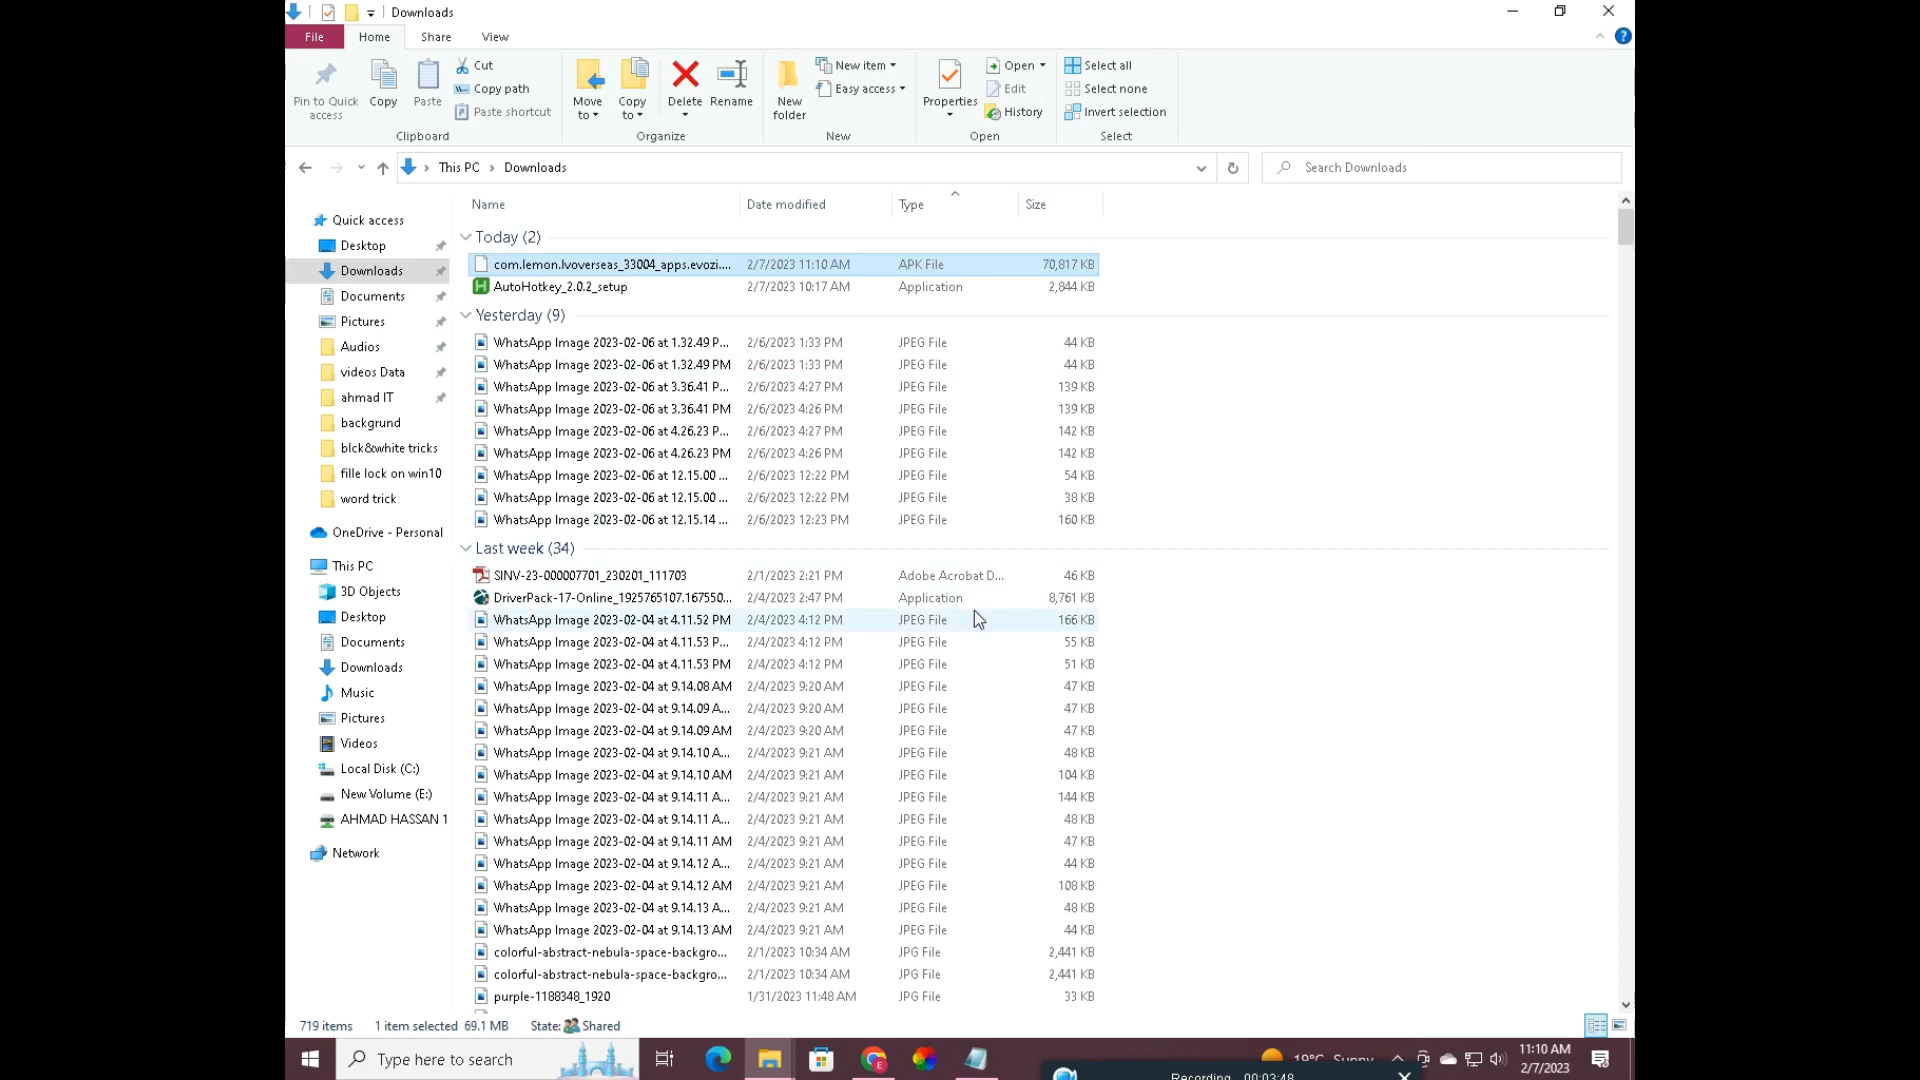 Downloads
File Home Share View
Pin to Quick access
Copy
Paste
Cut
Copy path
Paste shortcut
Clipboard
Move to
Copy to
Delete
Rename
Organize
New folder
New item
Easy access
New
Properties
Open
Edit
History
Open
Select all
Select none
Invert selection
Select
This PC Downloads
Search Downloads
Quick access
Desktop
Downloads
Documents
Pictures
Audios
videos Data
ahmad IT
backgrund
blck&white tricks
fille lock on win10
word trick
OneDrive - Personal
This PC
3D Objects
Desktop
Documents
Downloads
Music
Pictures
Videos
Local Disk (C:)
New Volume (E:)
AHMAD HASSAN 1
Network
Name Date modified Type Size
Today (2)
com.lemon.lvoverseas_33004_apps.evozi.... 2/7/2023 11:10 AM APK File 70,817 KB
AutoHotkey_2.0.2_setup 2/7/2023 10:17 AM Application 2,844 KB
Yesterday (9)
WhatsApp Image 2023-02-06 at 1.32.49 P... 2/6/2023 1:33 PM JPEG File 44 KB
WhatsApp Image 2023-02-06 at 1.32.49 PM 2/6/2023 1:33 PM JPEG File 44 KB
WhatsApp Image 2023-02-06 at 3.36.41 P... 2/6/2023 4:27 PM JPEG File 139 KB
WhatsApp Image 2023-02-06 at 3.36.41 PM 2/6/2023 4:26 PM JPEG File 139 KB
WhatsApp Image 2023-02-06 at 4.26.23 P... 2/6/2023 4:27 PM JPEG File 142 KB
WhatsApp Image 2023-02-06 at 4.26.23 PM 2/6/2023 4:26 PM JPEG File 142 KB
WhatsApp Image 2023-02-06 at 12.15.00 ... 2/6/2023 12:22 PM JPEG File 54 KB
WhatsApp Image 2023-02-06 at 12.15.00 ... 2/6/2023 12:22 PM JPEG File 38 KB
WhatsApp Image 2023-02-06 at 12.15.14 ... 2/6/2023 12:23 PM JPEG File 160 KB
Last week (34)
SINV-23-000007701_230201_111703 2/1/2023 2:21 PM Adobe Acrobat D... 46 KB
DriverPack-17-Online_1925765107.167550... 2/4/2023 2:47 PM Application 8,761 KB
WhatsApp Image 2023-02-04 at 4.11.52 PM 2/4/2023 4:12 PM JPEG File 166 KB
WhatsApp Image 2023-02-04 at 4.11.53 P... 2/4/2023 4:12 PM JPEG File 55 KB
WhatsApp Image 2023-02-04 at 4.11.53 PM 2/4/2023 4:12 PM JPEG File 51 KB
WhatsApp Image 2023-02-04 at 9.14.08 AM 2/4/2023 9:20 AM JPEG File 47 KB
WhatsApp Image 2023-02-04 at 9.14.09 A... 2/4/2023 9:20 AM JPEG File 47 KB
WhatsApp Image 2023-02-04 at 9.14.09 AM 2/4/2023 9:20 AM JPEG File 47 KB
WhatsApp Image 2023-02-04 at 9.14.10 A... 2/4/2023 9:21 AM JPEG File 48 KB
WhatsApp Image 2023-02-04 at 9.14.10 AM 2/4/2023 9:21 AM JPEG File 104 KB
WhatsApp Image 2023-02-04 at 9.14.11 A... 2/4/2023 9:21 AM JPEG File 144 KB
WhatsApp Image 2023-02-04 at 9.14.11 A... 2/4/2023 9:21 AM JPEG File 48 KB
WhatsApp Image 2023-02-04 at 9.14.11 AM 2/4/2023 9:21 AM JPEG File 47 KB
WhatsApp Image 2023-02-04 at 9.14.12 A... 2/4/2023 9:21 AM JPEG File 44 KB
WhatsApp Image 2023-02-04 at 9.14.12 AM 2/4/2023 9:21 AM JPEG File 108 KB
WhatsApp Image 2023-02-04 at 9.14.13 A... 2/4/2023 9:21 AM JPEG File 48 KB
WhatsApp Image 2023-02-04 at 9.14.13 AM 2/4/2023 9:21 AM JPEG File 44 KB
colorful-abstract-nebula-space-backgro... 2/1/2023 10:34 AM JPG File 2,441 KB
colorful-abstract-nebula-space-backgro... 2/1/2023 10:34 AM JPG File 2,441 KB
purple-1188348_1920 1/31/2023 11:48 AM JPG File 33 KB
719 items 1 item selected 69.1 MB State: Shared
Type here to search
19°C Sunny
Recording 00:03:48
11:10 AM
2/7/2023